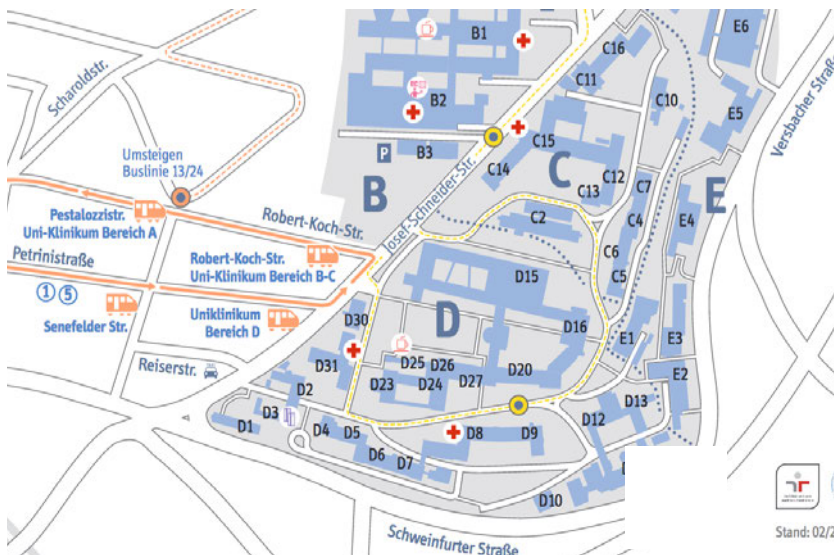 B1
E6
C16
Scharoldstr.
C11
C10
B2
E5
Versbacher Straße
C15
Umsteigen
Buslinie 13/24
P
B3
C14
C
C12
C7
C13
B
Josef-Schneider-Str.
E
Pestalozzistr.
Uni-Klinikum Bereich A
Robert-Koch-Str.
C2
C4
E4
Petrinistraße
Robert-Koch-Str.
Uni-Klinikum Bereich B-C
C6
D15
C5
1
5
Senefelder Str.
Uniklinikum
Bereich D
D30
D
D16
E1
E3
Reiserstr.
D31
D25
D26
D20
E2
D23
D24
D27
D2
D3
D1
D4
D5
D8
D9
D12
D13
D6
D7
D10
Schweinfurter Straße
Stand: 02/2